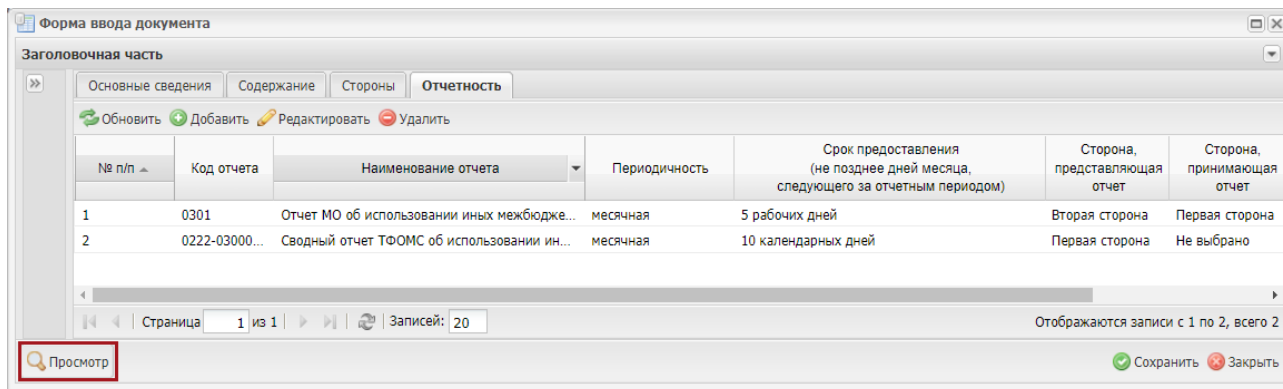 Форма ввода документа
Заголовочная часть
Основные сведения Содержание Стороны Отчетность
Обновить Добавить Редактировать Удалить
№ п/п Код отчета Наименование отчета Периодичность Срок предоставления (не позднее дней месяца, следующего за отчетным периодом) Сторона, представляющая отчет Сторона, принимающая отчет
1 0301 Отчет МО об использовании иных межбюдже... месячная 5 рабочих дней Вторая сторона Первая сторона
2 0222-03000... Сводный отчет ТФОМС об использовании ин... месячная 10 календарных дней Первая сторона Не выбрано
Страница 1 из 1 Записей: 20 Отображаются записи с 1 по 2, всего 2
Просмотр Сохранить Закрыть